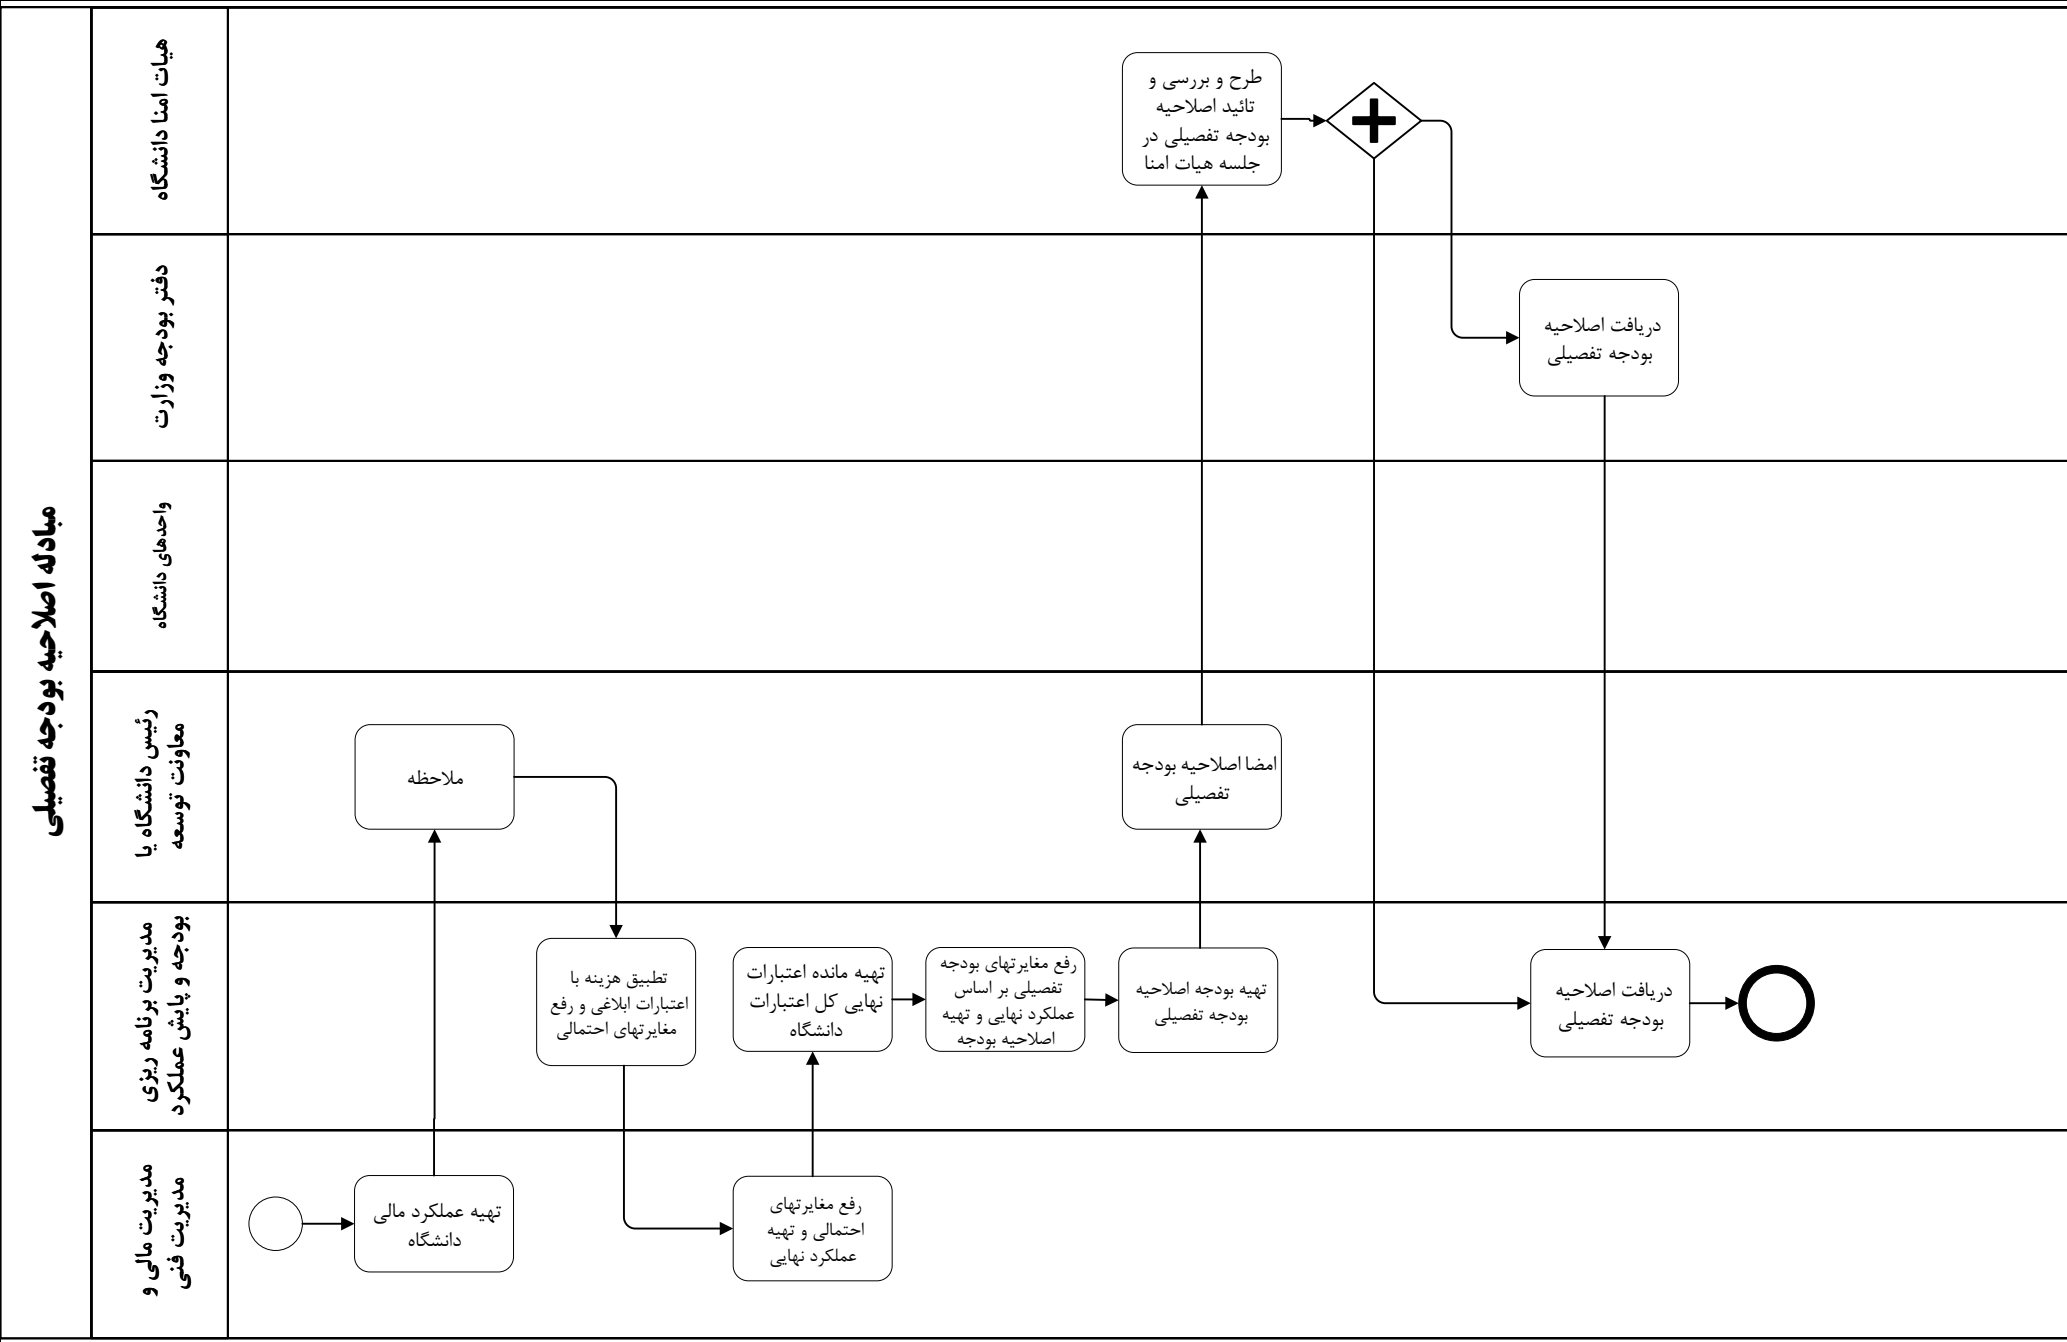 مبادله اصلاحیه بودجه تفصیلی
هیات امنا دانشگاه
طرح و بررسی و
تائید اصلاحیه
بودجه تفصیلی در
جلسه هیات امنا
دفتر بودجه وزارت
دریافت اصلاحیه
بودجه تفصیلی
واحدهای دانشگاه
رئیس دانشگاه یا
معاونت توسعه
ملاحظه
امضا اصلاحیه بودجه
تفصیلی
مدیریت برنامه ریزی
بودجه و پایش عملکرد
تطبیق هزینه با
اعتبارات ابلاغی و رفع
مغایرتهای احتمالی
تهیه مانده اعتبارات
نهایی کل اعتبارات
دانشگاه
رفع مغایرتهای بودجه
تفصیلی بر اساس
عملکرد نهایی و تهیه
اصلاحیه بودجه
تهیه بودجه اصلاحیه
بودجه تفصیلی
دریافت اصلاحیه
بودجه تفصیلی
مدیریت مالی و
مدیریت فنی
تهیه عملکرد مالی
دانشگاه
رفع مغایرتهای
احتمالی و تهیه
عملکرد نهایی